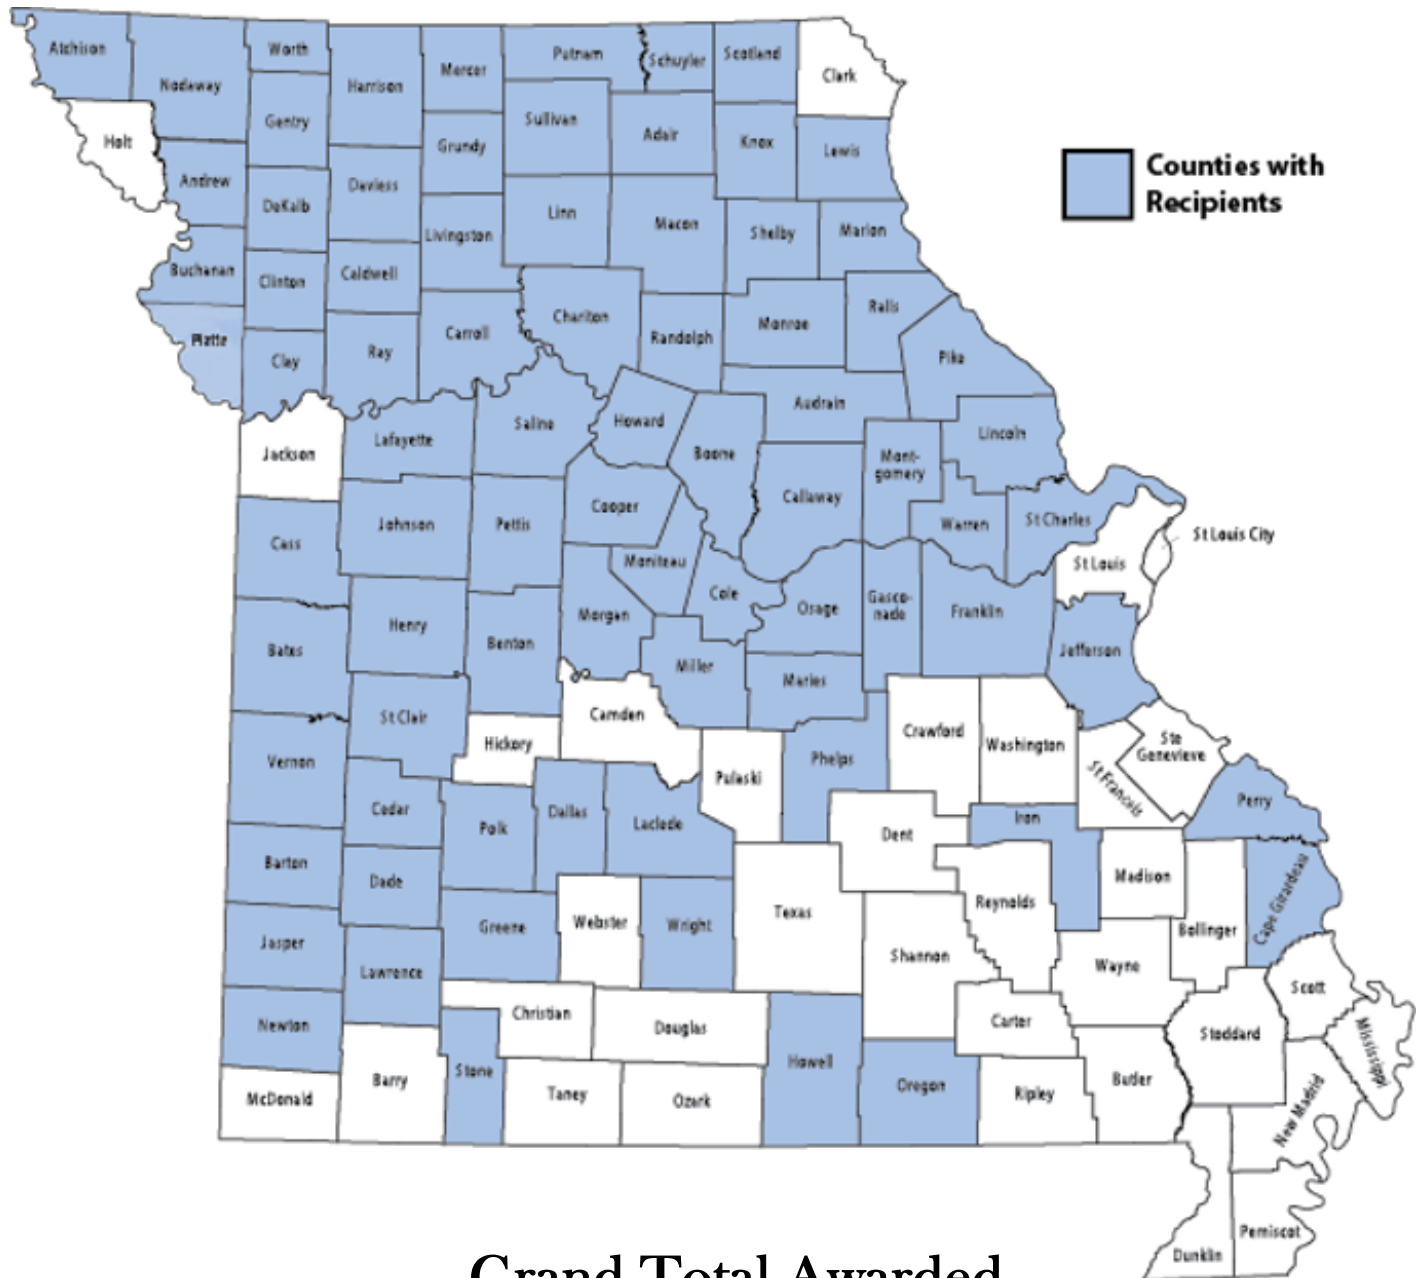 Atchison
Nodaway
Worth
Harrison
Mercer
Putnam
Schuyler
Scotland
Clark
Holt
Gentry
Sullivan
Adair
Knox
Lewis
Grundy
Andrew
DeKalb
Daviess
Livingston
Linn
Macon
Shelby
Marion
Counties with
Recipients
Buchanan
Clinton
Caldwell
Carroll
Chariton
Randolph
Monroe
Ralls
Pike
Platte
Clay
Ray
Saline
Howard
Audrain
Lincoln
Jackson
Lafayette
Boone
Mont-
gomery
Callaway
Cooper
Warren
St Charles
St Louis City
St Louis
Cass
Johnson
Pettis
Moniteau
Cole
Osage
Gasco-
nade
Franklin
Jefferson
Bates
Henry
Benton
Morgan
Miller
Maries
St Clair
Hickory
Camden
Pulaski
Phelps
Crawford
Washington
St Francois
Ste
Genevieve
Perry
Vernon
Cedar
Polk
Dallas
Laclede
Dent
Iron
Madison
Bollinger
Cape Girardeau
Barton
Dade
Greene
Webster
Wright
Texas
Shannon
Reynolds
Wayne
Scott
Mississippi
Jasper
Lawrence
Christian
Douglas
Howell
Carter
Stoddard
New Madrid
Newton
Stone
Oregon
Ripley
Butler
McDonald
Barry
Taney
Ozark
Pemiscot
Dunklin
Grand Total Awarded